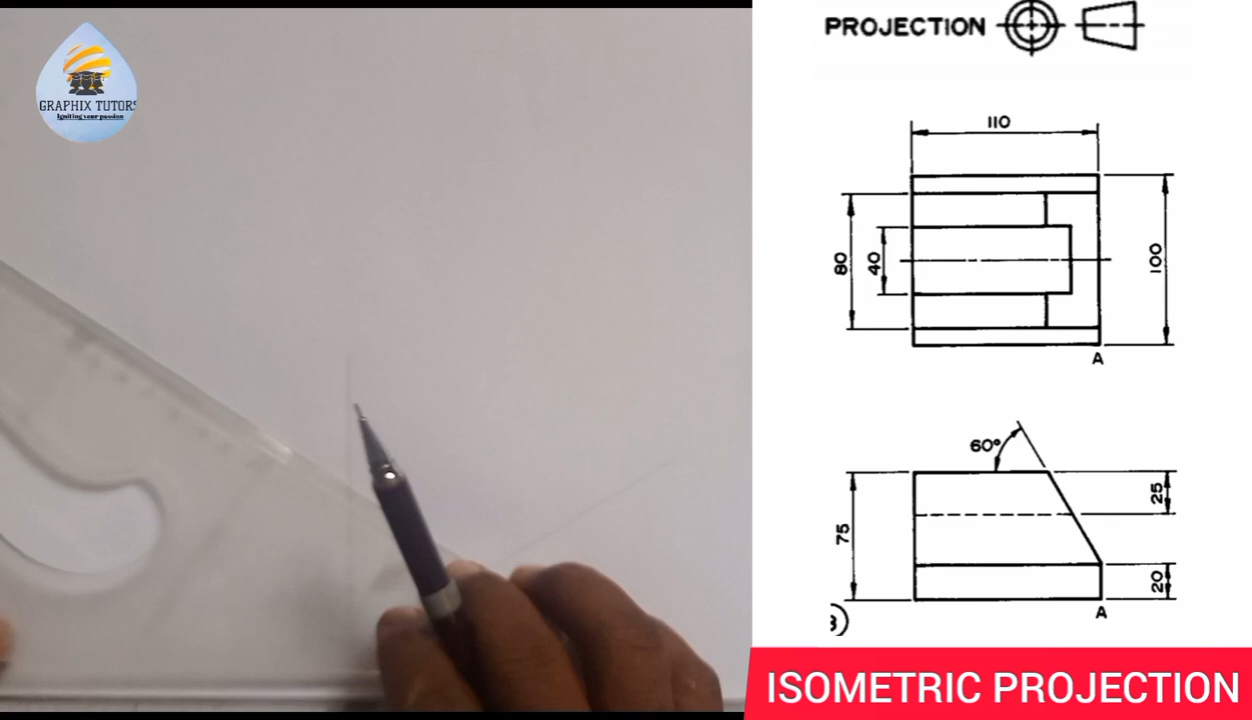 GRAPHIX TUTORS
Igniting your passion
PROJECTION
110
80
40
100
A
60°
75
25
20
A
ISOMETRIC PROJECTION